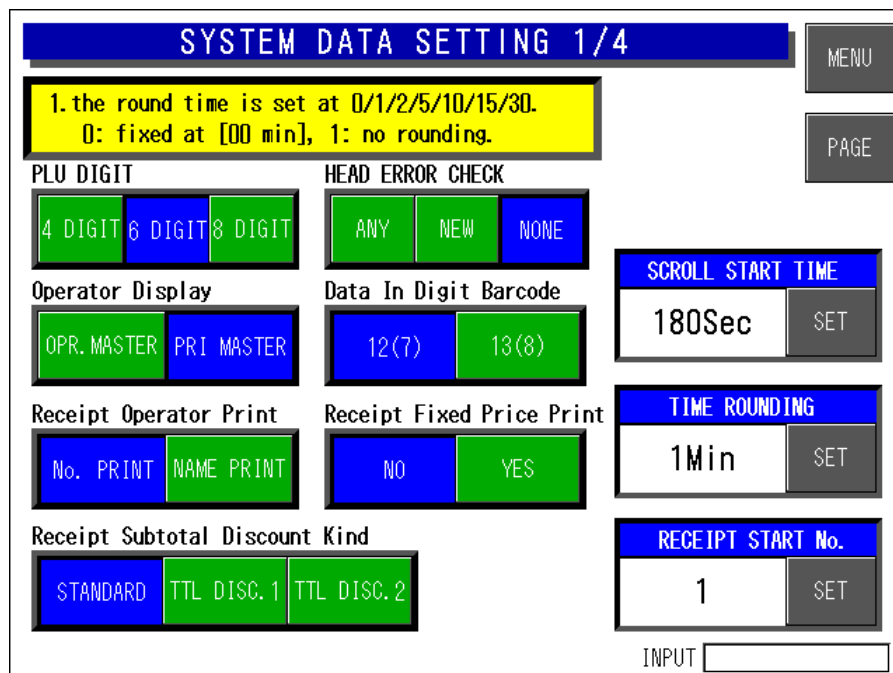 SYSTEM DATA SETTING 1/4
MENU
1.the round time is set at 0/1/2/5/10/15/30.
0: fixed at [00 min], 1: no rounding.
PAGE
PLU DIGIT
HEAD ERROR CHECK
4 DIGIT 6 DIGIT 8 DIGIT
ANY NEW NONE
SCROLL START TIME
180Sec SET
Operator Display
Data In Digit Barcode
OPR.MASTER PRI MASTER
12(7) 13(8)
TIME ROUNDING
1Min SET
Receipt Operator Print
Receipt Fixed Price Print
No. PRINT NAME PRINT
NO YES
Receipt Subtotal Discount Kind
STANDARD TTL DISC.1 TTL DISC.2
RECEIPT START No.
1 SET
INPUT